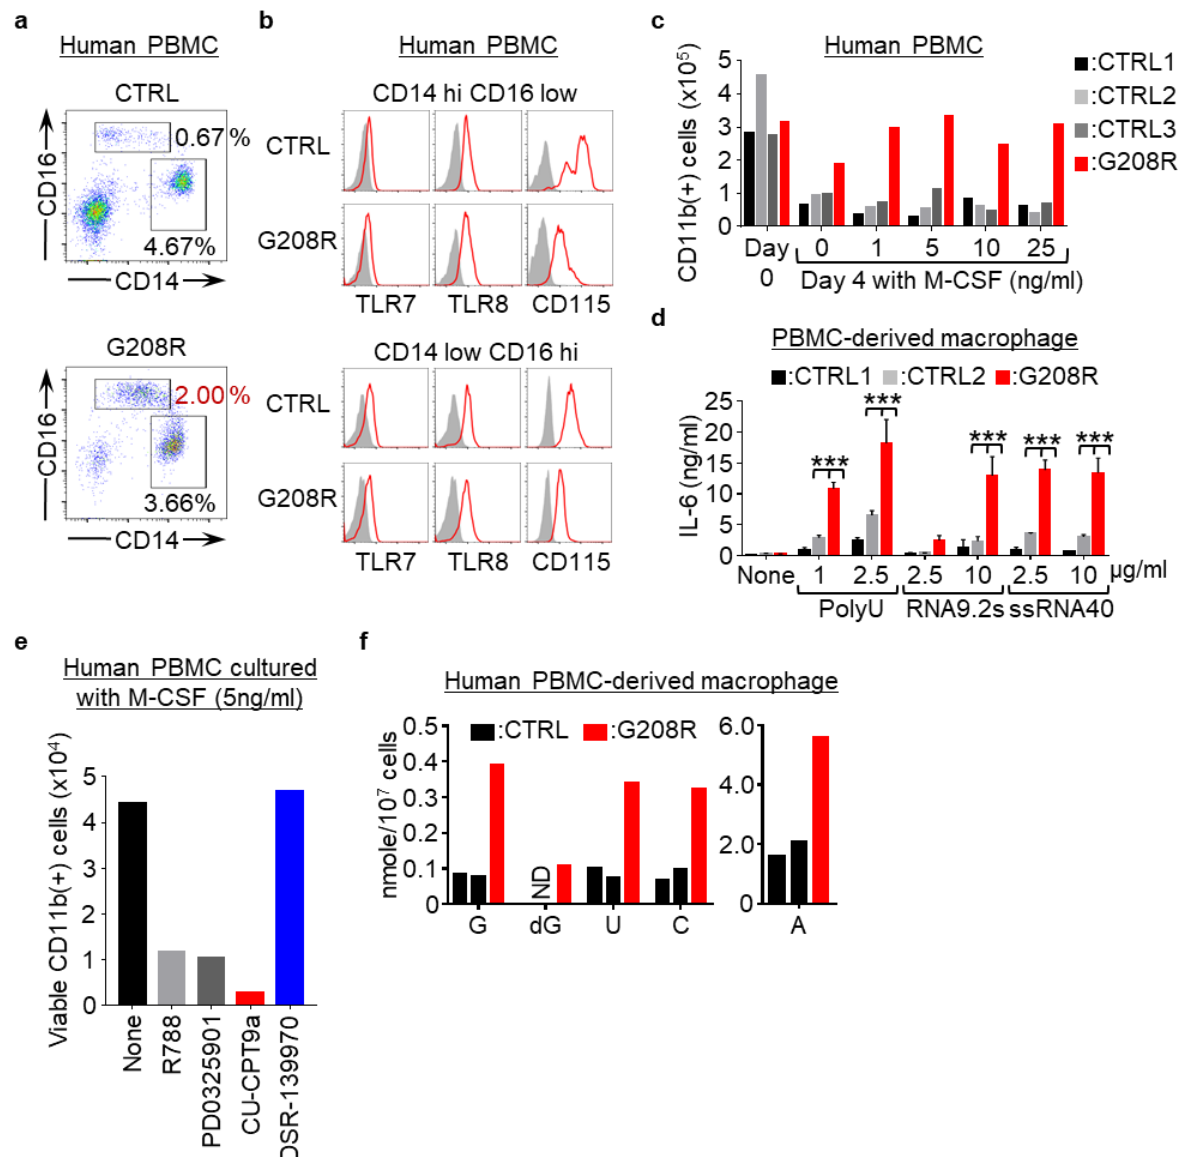 a
Human PBMC
CTRL
CD16
0.67%
4.67%
CD14
G208R
CD16
2.00%
3.66%
CD14
b
Human PBMC
CD14 hi CD16 low
CTRL
G208R
TLR7 TLR8 CD115
CD14 low CD16 hi
CTRL
G208R
TLR7 TLR8 CD115
c
Human PBMC
CD11b(+) cells (x10⁵)
5
4
3
2
1
0
:CTRL1
:CTRL2
:CTRL3
:G208R
Day 0 0 1 5 10 25
Day 4 with M-CSF (ng/ml)
d
PBMC-derived macrophage
:CTRL1 :CTRL2 :G208R
IL-6 (ng/ml)
25
20
15
10
5
0
*** *** *** *** ***
None 1 2.5 2.5 10 2.5 10 µg/ml
PolyU RNA9.2s ssRNA40
e
Human PBMC cultured
with M-CSF (5ng/ml)
Viable CD11b(+) cells (x10⁴)
5
4
3
2
1
0
None
R788
PD0325901
CU-CPT9a
DSR-139970
f
Human PBMC-derived macrophage
:CTRL :G208R
nmole/10⁷ cells
0.5
0.4
0.3
0.2
0.1
0
ND
G dG U C
6.0
4.0
2.0
0
A